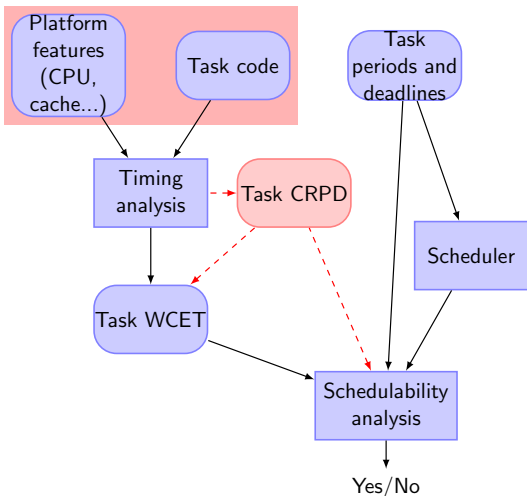 Platform
features
(CPU,
cache...)
Task code
Task
periods and
deadlines
Timing
analysis
Task CRPD
Scheduler
Task WCET
Schedulability
analysis
Yes/No